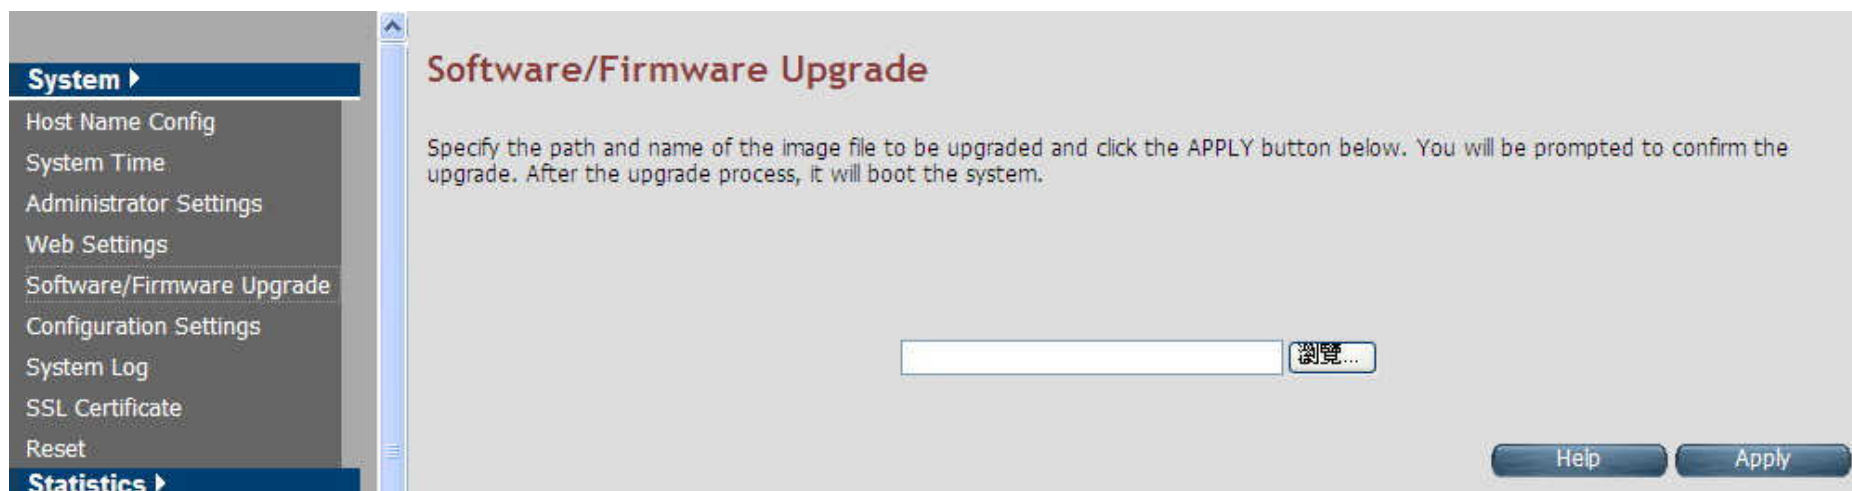 System
Host Name Config
System Time
Administrator Settings
Web Settings
Software/Firmware Upgrade
Configuration Settings
System Log
SSL Certificate
Reset
Statistics
Software/Firmware Upgrade
Specify the path and name of the image file to be upgraded and click the APPLY button below. You will be prompted to confirm the
upgrade. After the upgrade process, it will boot the system.
瀏覽...
Help
Apply